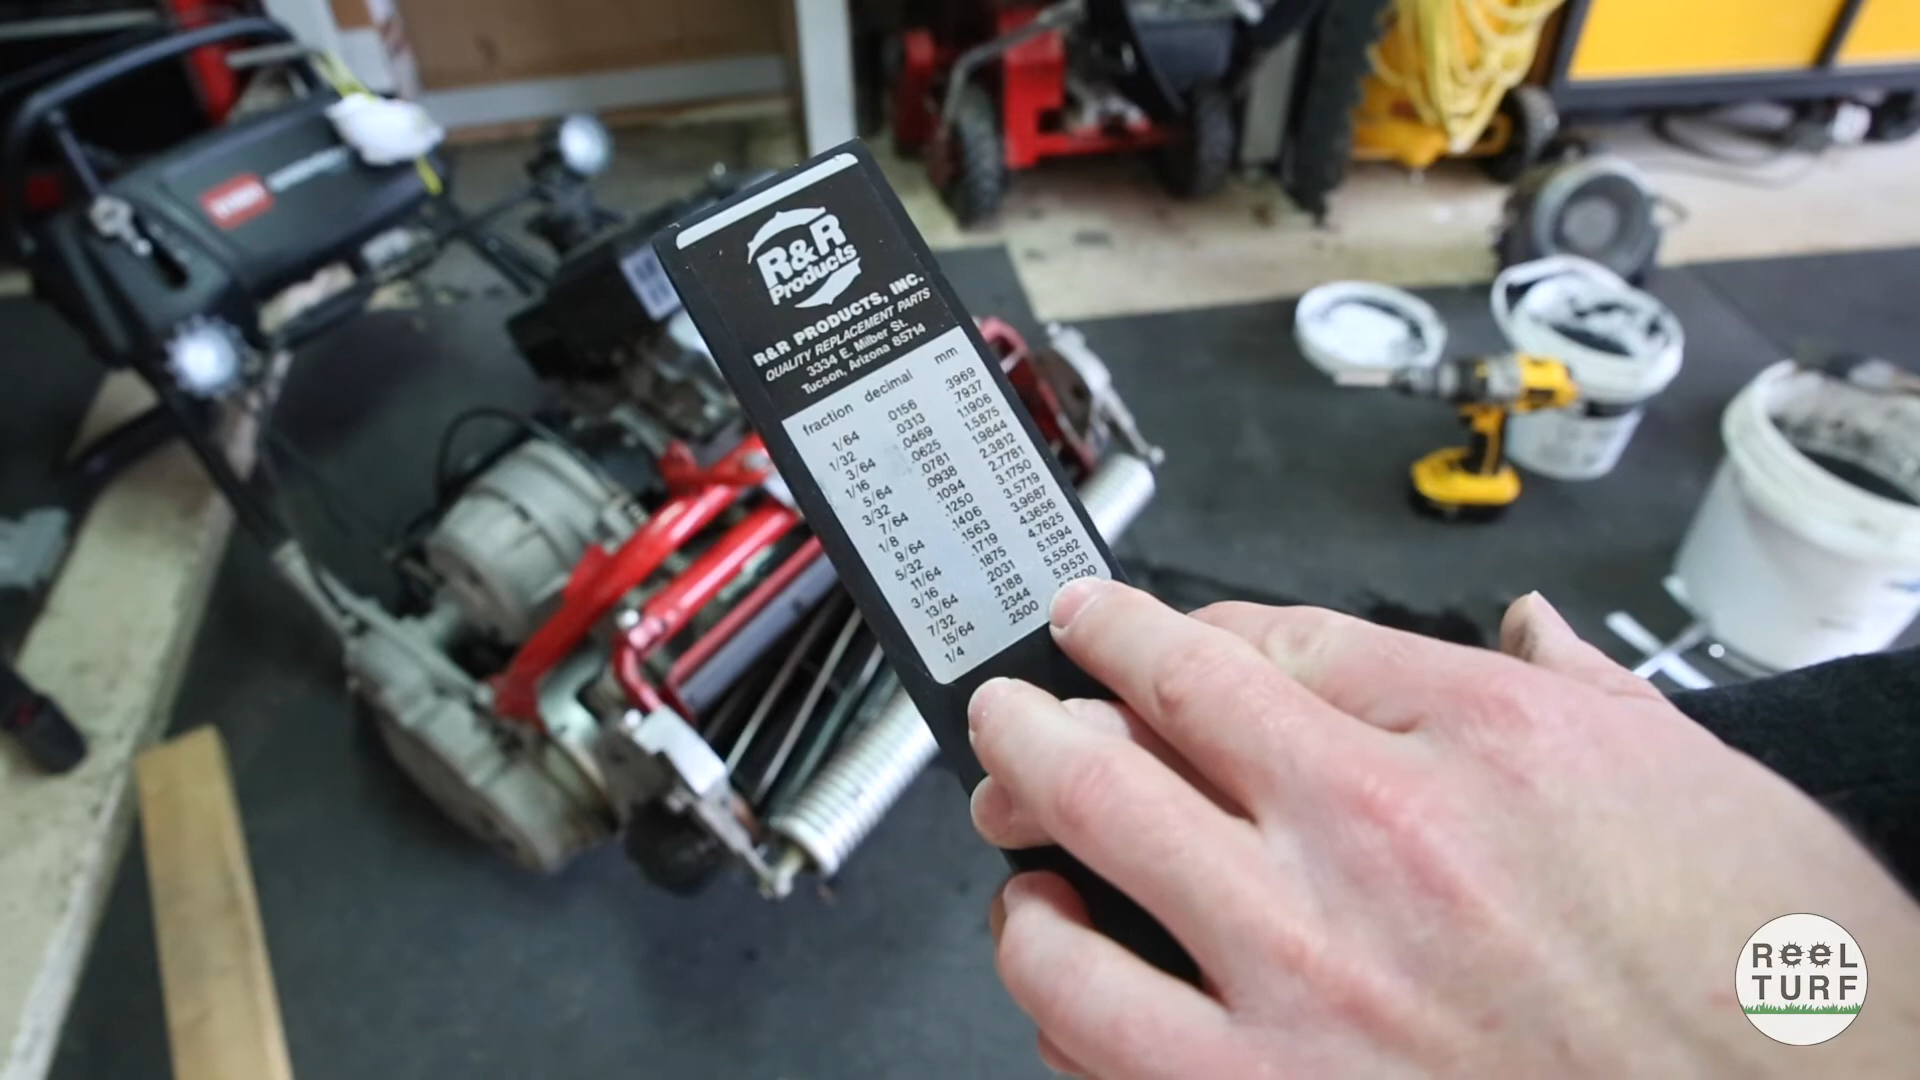 R&R
Products
R&R PRODUCTS, INC.
QUALITY REPLACEMENT PARTS
3334 E. Milber St.
Tucson, Arizona 85714
fraction decimal mm
1/64 .0156 .3969
1/32 .0313 .7937
3/64 .0469 1.1906
1/16 .0625 1.5875
5/64 .0781 1.9844
3/32 .0938 2.3812
7/64 .1094 2.7781
1/8 .1250 3.1750
9/64 .1406 3.5719
5/32 .1563 3.9687
11/64 .1719 4.3656
3/16 .1875 4.7625
13/64 .2031 5.1594
7/32 .2188 5.5562
15/64 .2344 5.9531
1/4 .2500
TORO
REEL
TURF